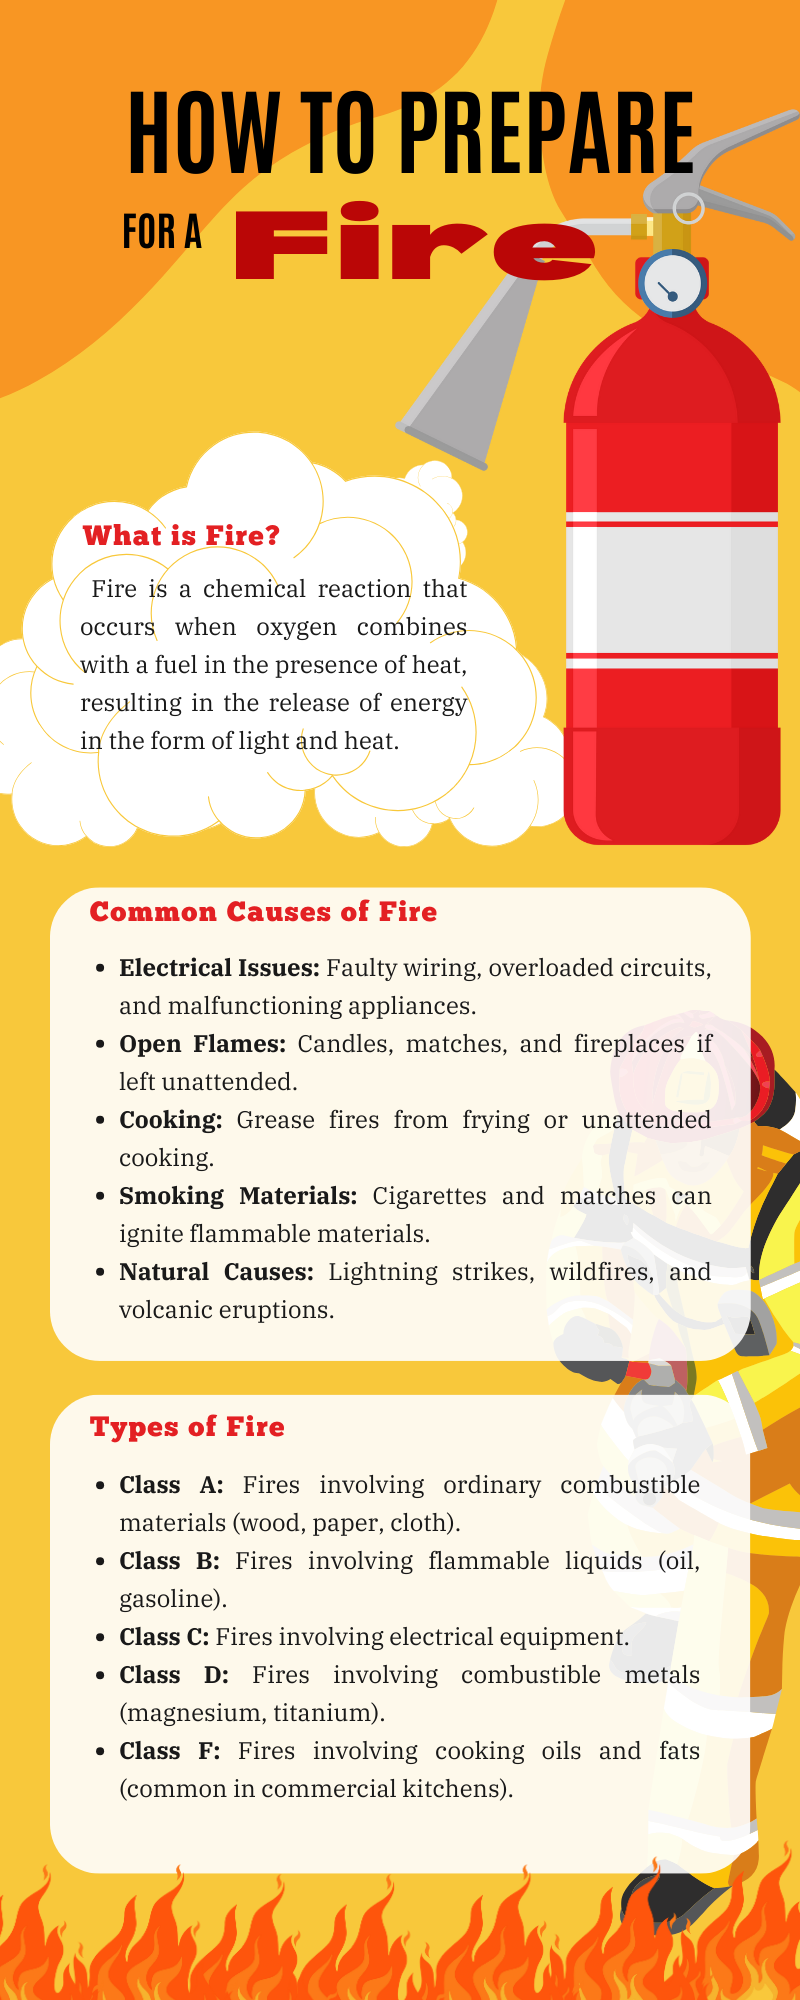 HOW TO PREPARE
FOR A Fire
What is Fire?
Fire is a chemical reaction that
occurs when oxygen combines
with a fuel in the presence of heat,
resulting in the release of energy
in the form of light and heat.
Common Causes of Fire
• Electrical Issues: Faulty wiring, overloaded circuits,
and malfunctioning appliances.
• Open Flames: Candles, matches, and fireplaces if
left unattended.
• Cooking: Grease fires from frying or unattended
cooking.
• Smoking Materials: Cigarettes and matches can
ignite flammable materials.
• Natural Causes: Lightning strikes, wildfires, and
volcanic eruptions.
Types of Fire
• Class A: Fires involving ordinary combustible
materials (wood, paper, cloth).
• Class B: Fires involving flammable liquids (oil,
gasoline).
• Class C: Fires involving electrical equipment.
• Class D: Fires involving combustible metals
(magnesium, titanium).
• Class F: Fires involving cooking oils and fats
(common in commercial kitchens).